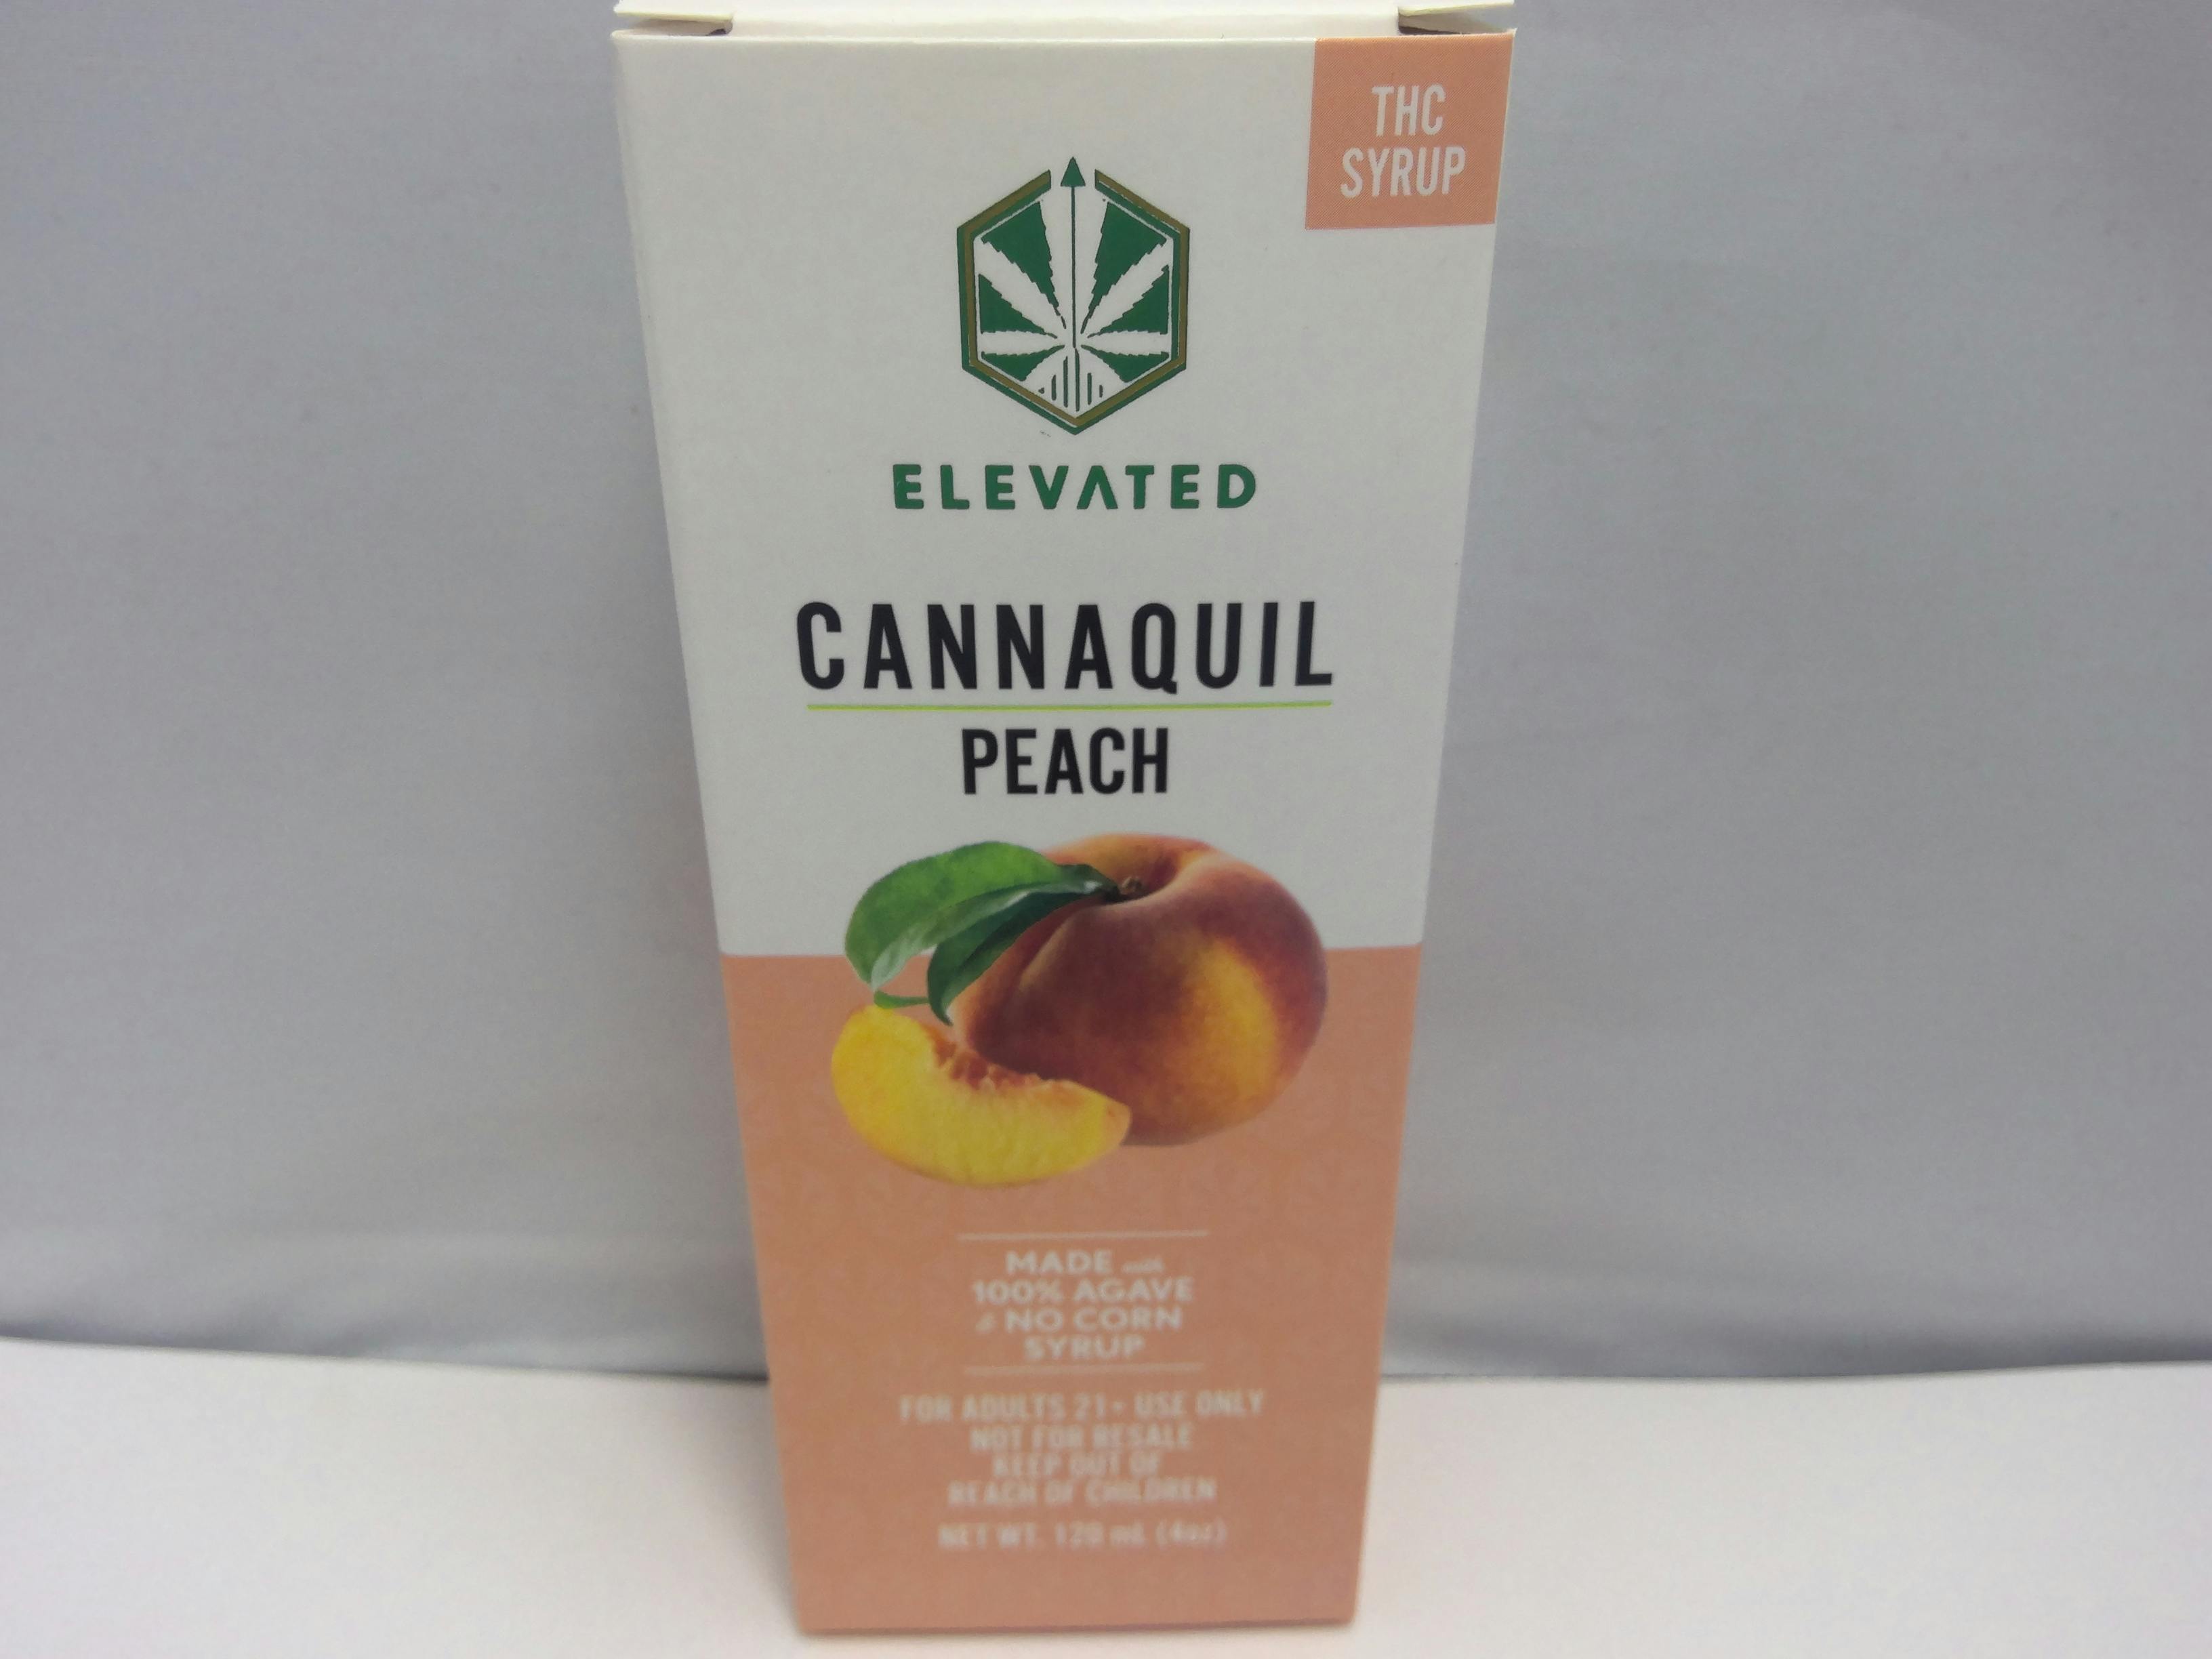 THC
SYRUP
ELEVATED
CANNAQUIL
PEACH
MADE with
100% AGAVE
& NO CORN
SYRUP
FOR ADULTS 21+ USE ONLY
NOT FOR RESALE
KEEP OUT OF
REACH OF CHILDREN
NET WT. 120 mL (4oz)